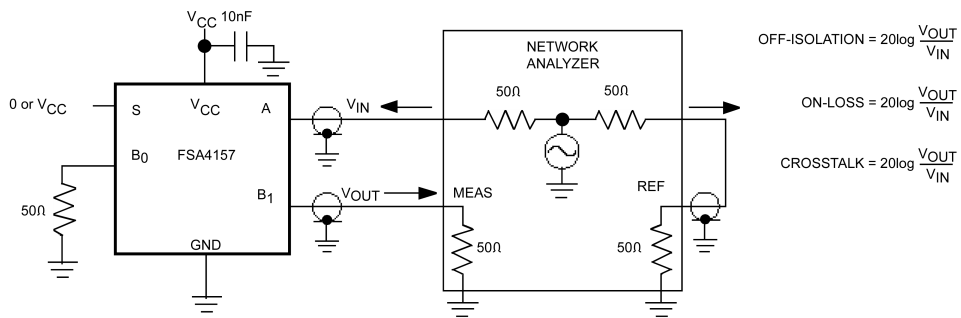 VCC 10nF
0 or VCC
S
VCC
A
B0
FSA4157
B1
GND
50Ω
VIN
VOUT
NETWORK
ANALYZER
50Ω
50Ω
MEAS
REF
50Ω
50Ω
OFF-ISOLATION = 20log VOUT/VIN
ON-LOSS = 20log VOUT/VIN
CROSSTALK = 20log VOUT/VIN